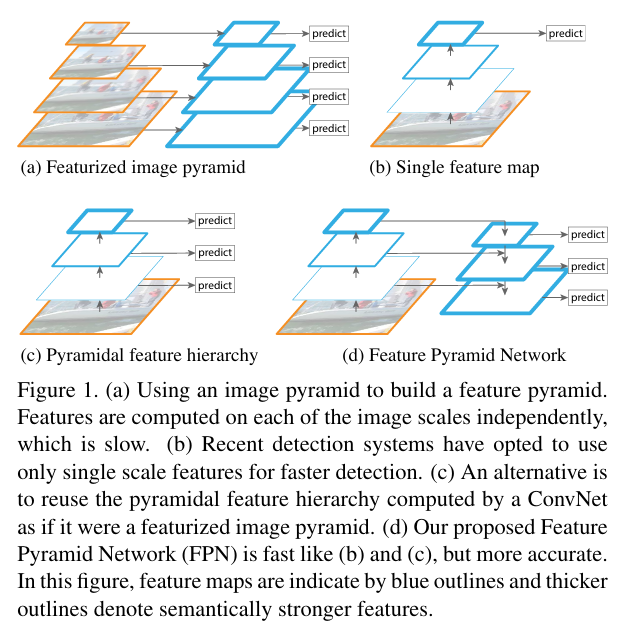 predict
predict
predict
predict
predict
(a) Featurized image pyramid
(b) Single feature map
predict
predict
predict
predict
predict
predict
(c) Pyramidal feature hierarchy
(d) Feature Pyramid Network
Figure 1. (a) Using an image pyramid to build a feature pyramid.
Features are computed on each of the image scales independently,
which is slow. (b) Recent detection systems have opted to use
only single scale features for faster detection. (c) An alternative is
to reuse the pyramidal feature hierarchy computed by a ConvNet
as if it were a featurized image pyramid. (d) Our proposed Feature
Pyramid Network (FPN) is fast like (b) and (c), but more accurate.
In this figure, feature maps are indicate by blue outlines and thicker
outlines denote semantically stronger features.